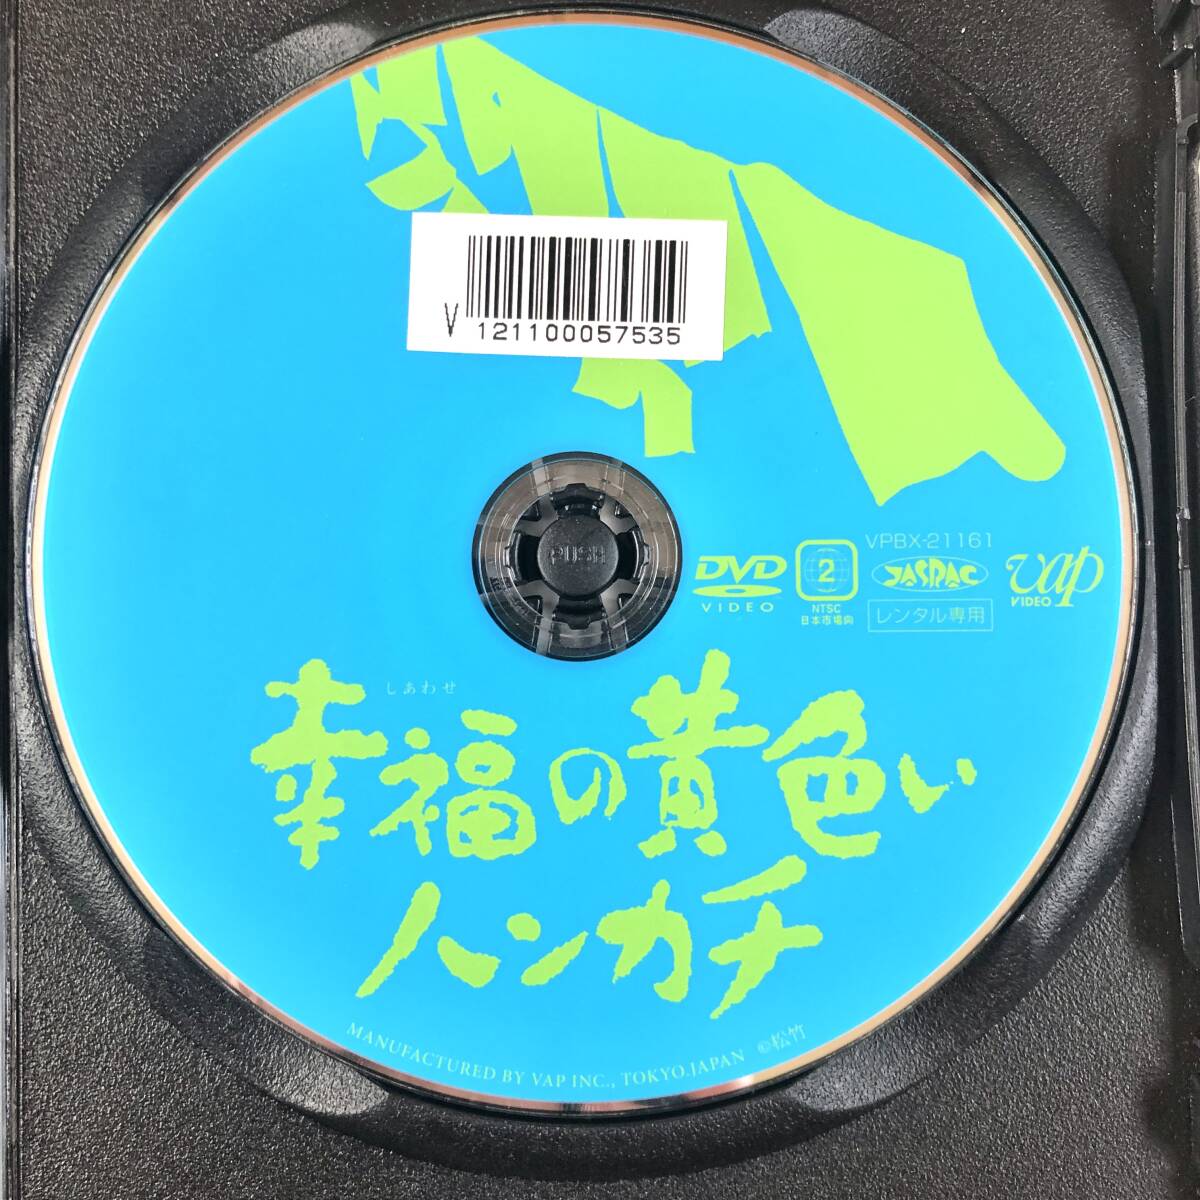 V 121100057535
PUSH
DVD
VIDEO
2
NTSC
日本市場向
VPBX-21161
JASRAC
レンタル専用
vap
VIDEO
しあわせ
幸福の黄色い
ハンカチ
MANUFACTURED BY VAP INC., TOKYO.JAPAN ©松竹